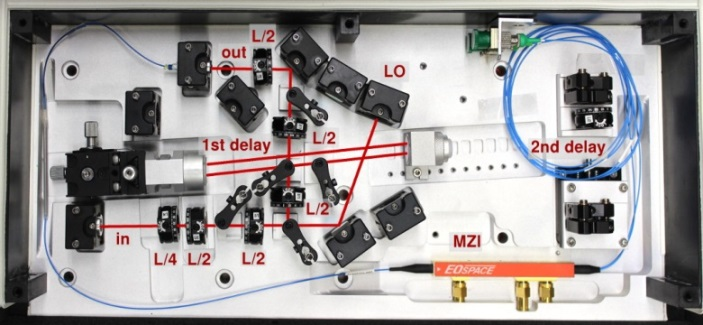 L/2
out
LO
L/2
1st delay
2nd delay
L/2
in
L/4
L/2
L/2
MZI
EOSPACE